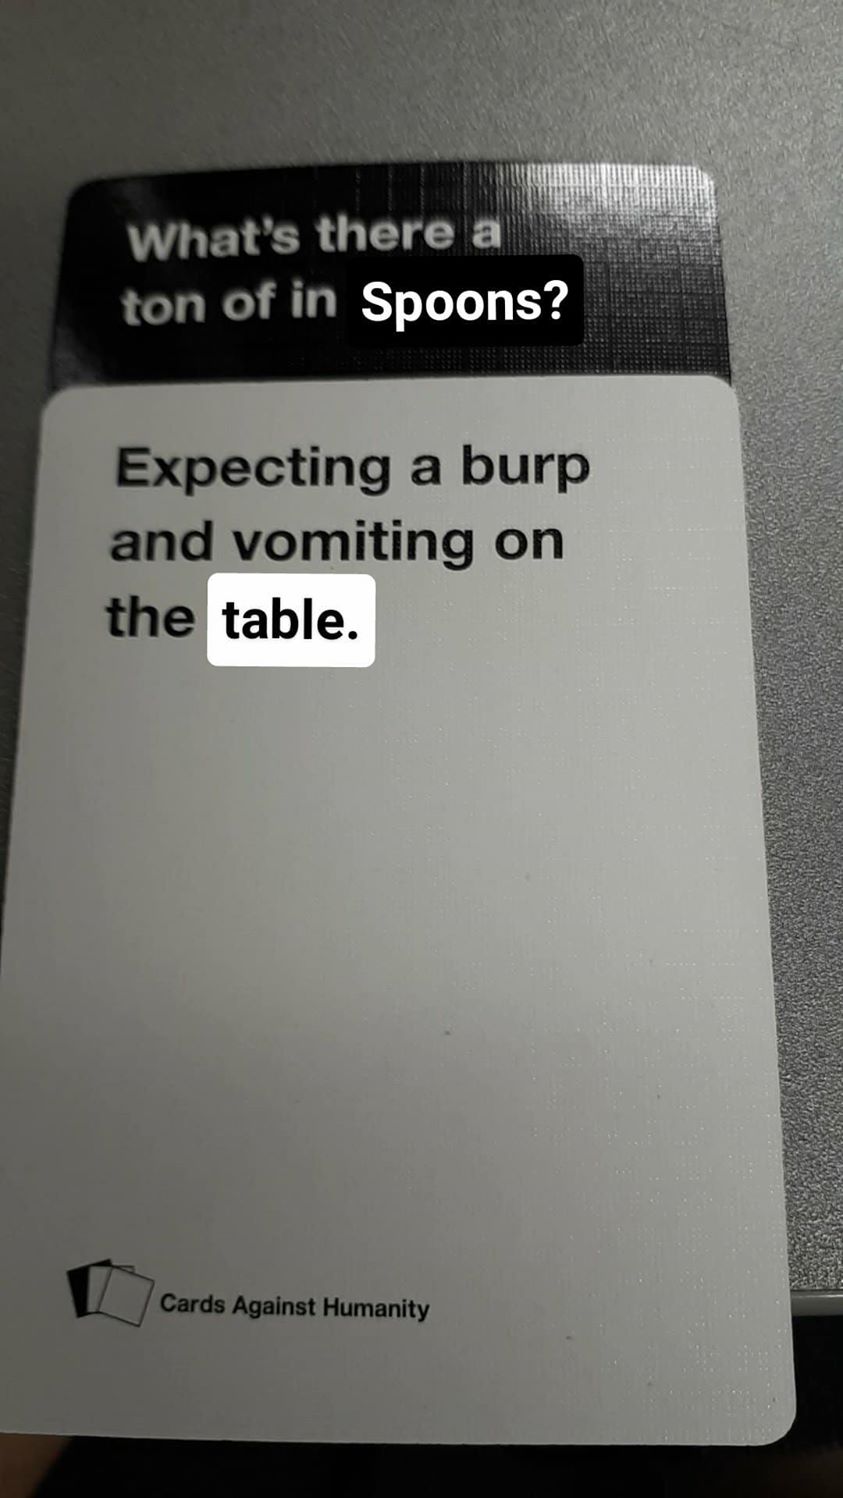 What's there a
ton of in Spoons?
Expecting a burp
and vomiting on
the table.
Cards Against Humanity